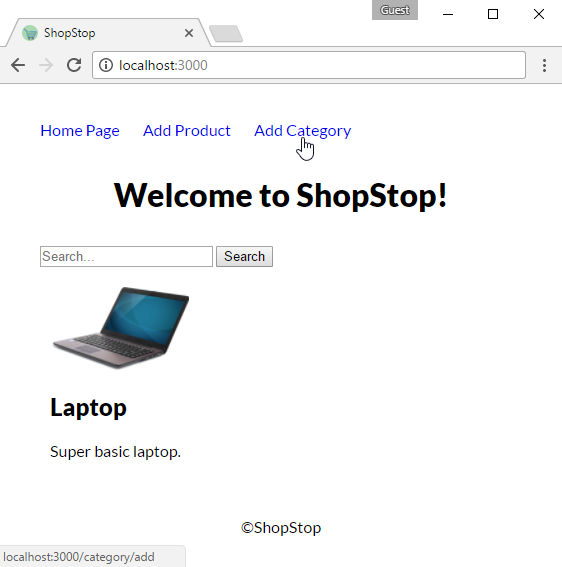 Guest
ShopStop
localhost:3000
Home Page Add Product Add Category
Welcome to ShopStop!
Search... Search
Laptop
Super basic laptop.
©ShopStop
localhost:3000/category/add